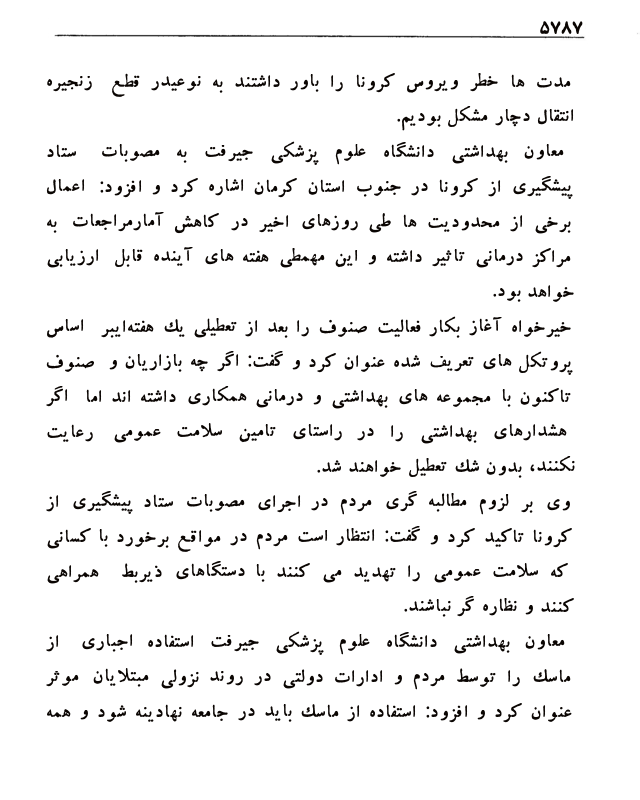 ۵۷۸۷
مدت ها خطر ویروس کرونا را باور داشتند به نوعیدر قطع زنجیره
انتقال دچار مشکل بودیم.
معاون بهداشتی دانشگاه علوم پزشکی جیرفت به مصوبات ستاد
پیشگیری از کرونا در جنوب استان کرمان اشاره کرد و افزود: اعمال
برخی از محدودیت ها طی روزهای اخیر در کاهش آمارمراجعات به
مراکز درمانی تاثیر داشته و این مهمطی هفته های آینده قابل ارزیابی
خواهد بود.
خیرخواه آغاز بکار فعالیت صنوف را بعد از تعطیلی یك هفته‌ایبر اساس
پروتکل های تعریف شده عنوان کرد و گفت: اگر چه بازاریان و صنوف
تاکنون با مجموعه های بهداشتی و درمانی همکاری داشته اند اما اگر
هشدارهای بهداشتی را در راستای تامین سلامت عمومی رعایت
نکنند، بدون شك تعطیل خواهند شد.
وی بر لزوم مطالبه گری مردم در اجرای مصوبات ستاد پیشگیری از
کرونا تاکید کرد و گفت: انتظار است مردم در مواقع برخورد با کسانی
که سلامت عمومی را تهدید می کنند با دستگاهای ذیربط همراهی
کنند و نظاره گر نباشند.
معاون بهداشتی دانشگاه علوم پزشکی جیرفت استفاده اجباری از
ماسك را توسط مردم و ادارات دولتی در روند نزولی مبتلایان موثر
عنوان کرد و افزود: استفاده از ماسك باید در جامعه نهادینه شود و همه